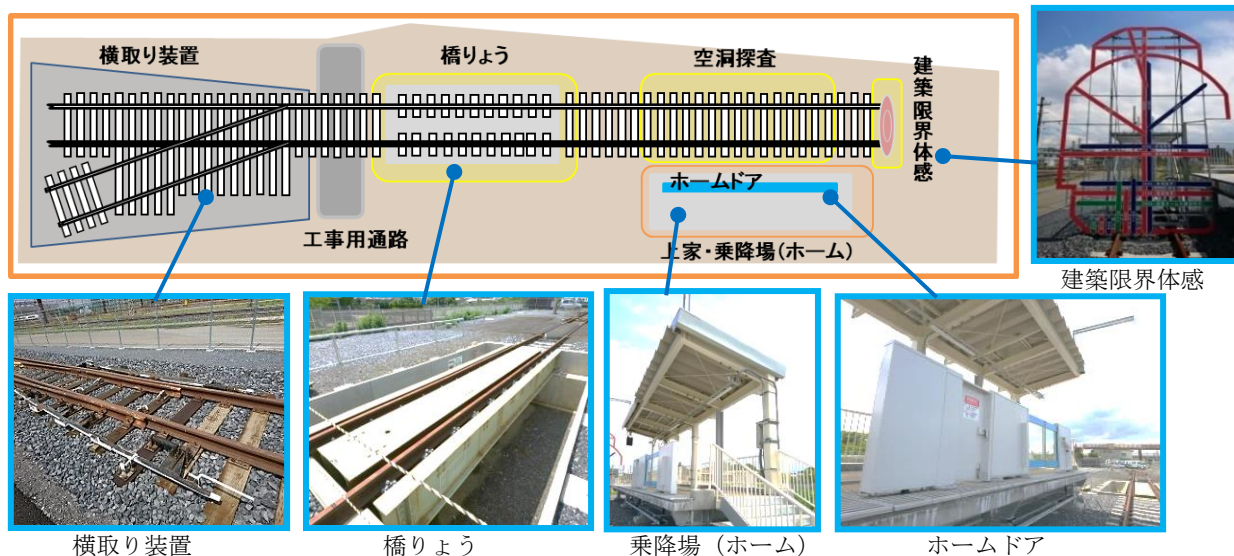 横取り装置
橋りょう
空洞探査
建築限界体感
ホームドア
工事用通路
上家・乗降場(ホーム)
建築限界体感
横取り装置
橋りょう
乗降場（ホーム）
ホームドア